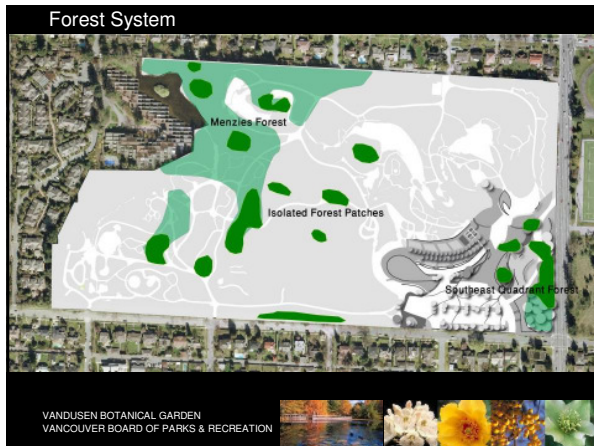 Forest System
Menzies Forest
Isolated Forest Patches
Southeast Quadrant Forest
VANDUSEN BOTANICAL GARDEN
VANCOUVER BOARD OF PARKS & RECREATION